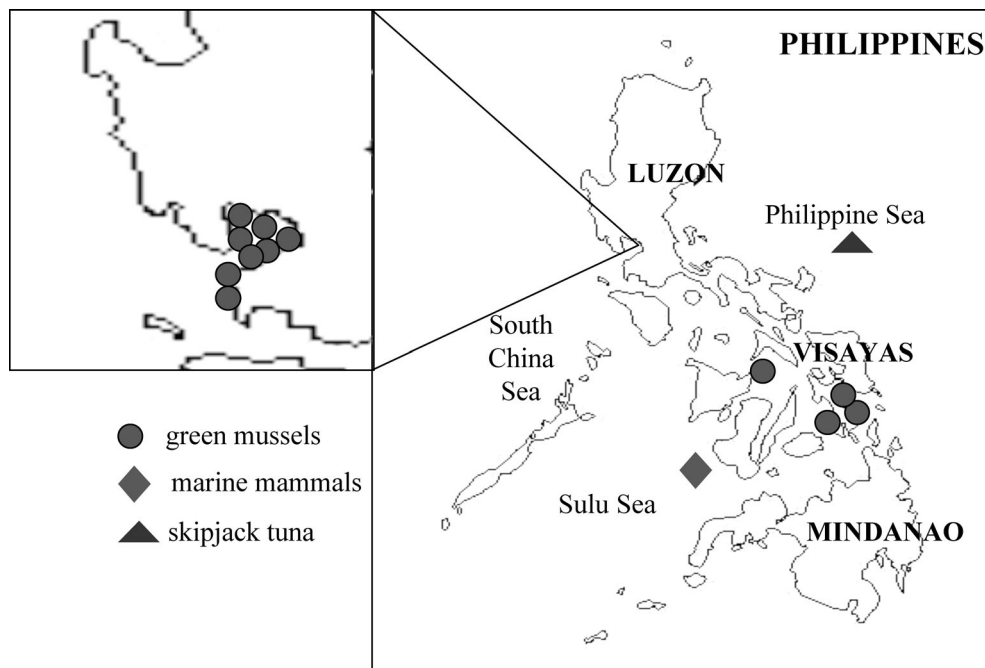 PHILIPPINES
LUZON
Philippine Sea
South
China
Sea
VISAYAS
green mussels
marine mammals
skipjack tuna
Sulu Sea
MINDANAO